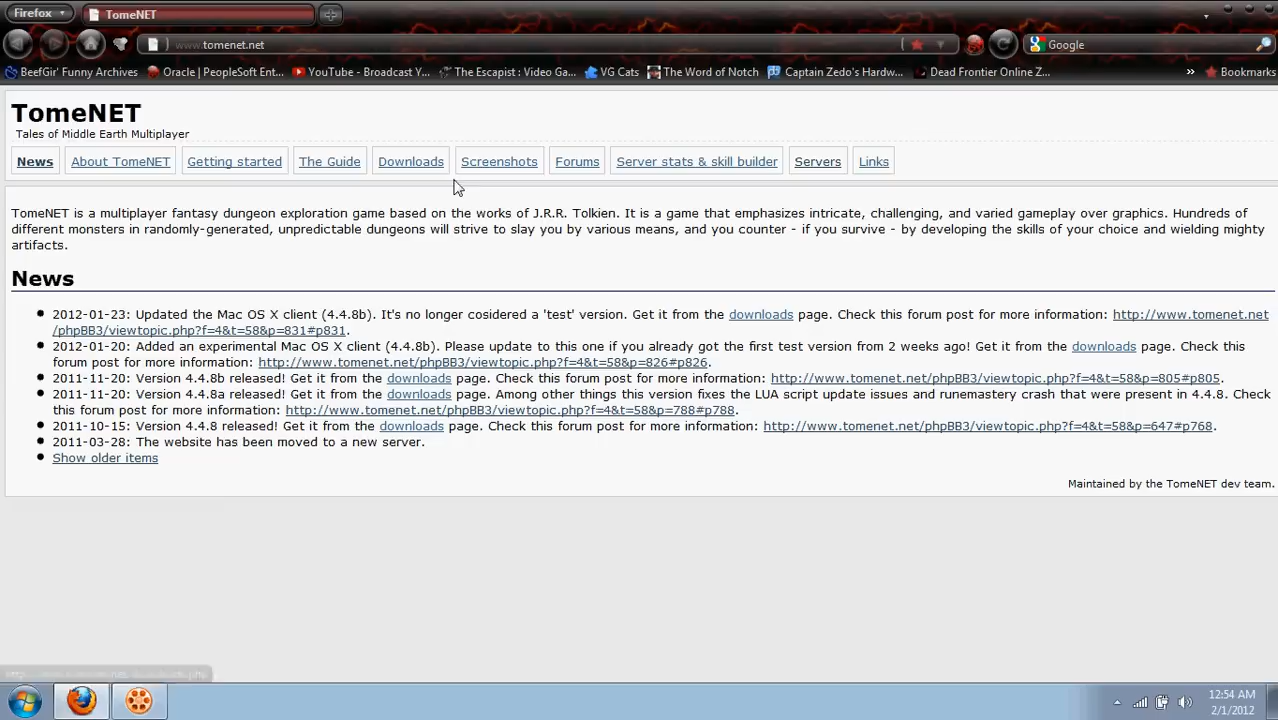 Firefox
TomeNET
www.tomenet.net
Google
BeefGir' Funny Archives
Oracle | PeopleSoft Ent...
YouTube - Broadcast Y...
The Escapist : Video Ga...
VG Cats
The Word of Notch
Captain Zedo's Hardw...
Dead Frontier Online Z...
»
Bookmarks
TomeNET
Tales of Middle Earth Multiplayer
News
About TomeNET
Getting started
The Guide
Downloads
Screenshots
Forums
Server stats & skill builder
Servers
Links
TomeNET is a multiplayer fantasy dungeon exploration game based on the works of J.R.R. Tolkien. It is a game that emphasizes intricate, challenging, and varied gameplay over graphics. Hundreds of
different monsters in randomly-generated, unpredictable dungeons will strive to slay you by various means, and you counter - if you survive - by developing the skills of your choice and wielding mighty
artifacts.
News
2012-01-23: Updated the Mac OS X client (4.4.8b). It's no longer cosidered a 'test' version. Get it from the downloads page. Check this forum post for more information: http://www.tomenet.net
/phpBB3/viewtopic.php?f=4&t=58&p=831#p831.
2012-01-20: Added an experimental Mac OS X client (4.4.8b). Please update to this one if you already got the first test version from 2 weeks ago! Get it from the downloads page. Check this
forum post for more information: http://www.tomenet.net/phpBB3/viewtopic.php?f=4&t=58&p=826#p826.
2011-11-20: Version 4.4.8b released! Get it from the downloads page. Check this forum post for more information: http://www.tomenet.net/phpBB3/viewtopic.php?f=4&t=58&p=805#p805.
2011-11-20: Version 4.4.8a released! Get it from the downloads page. Among other things this version fixes the LUA script update issues and runemastery crash that were present in 4.4.8. Check
this forum post for more information: http://www.tomenet.net/phpBB3/viewtopic.php?f=4&t=58&p=788#p788.
2011-10-15: Version 4.4.8 released! Get it from the downloads page. Check this forum post for more information: http://www.tomenet.net/phpBB3/viewtopic.php?f=4&t=58&p=647#p768.
2011-03-28: The website has been moved to a new server.
Show older items
Maintained by the TomeNET dev team.
12:54 AM
2/1/2012